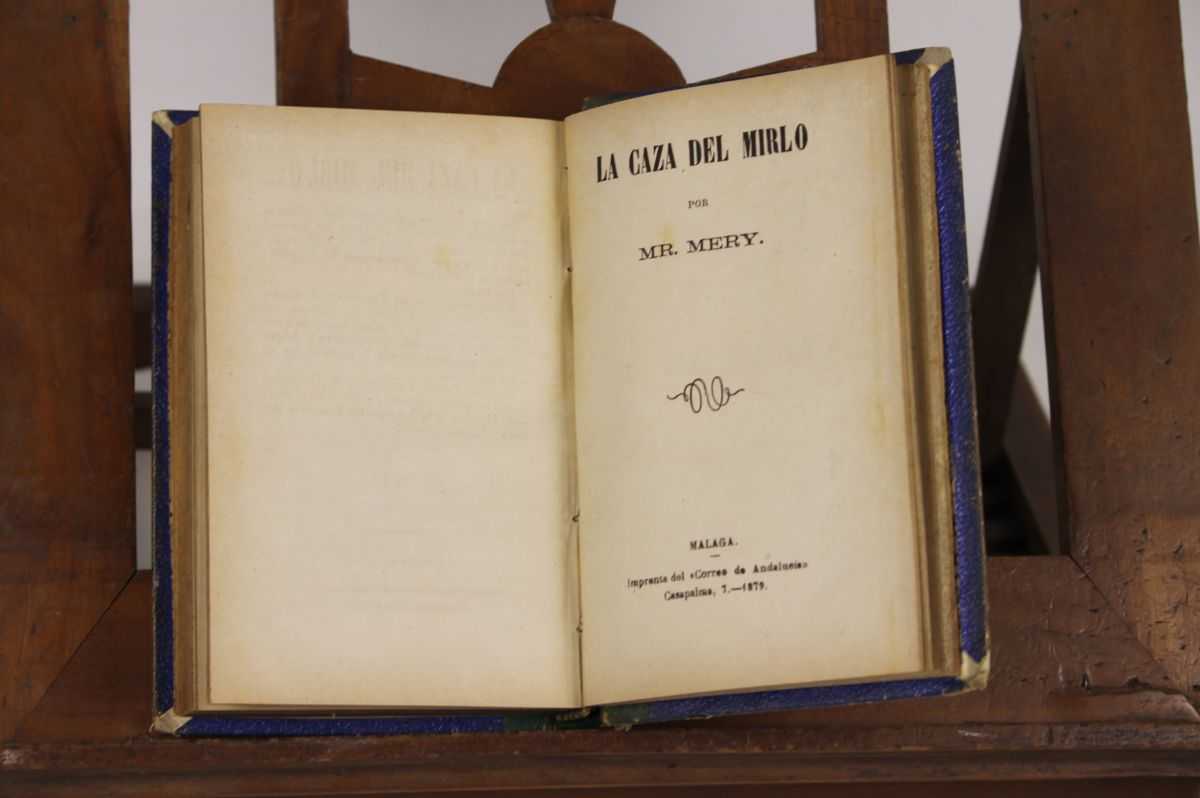 LA CAZA DEL MIRLO
POR
MR. MERY.
MALAGA.
Imprenta del «Correo de Andalucía»
Casapalma, 7.—1879.